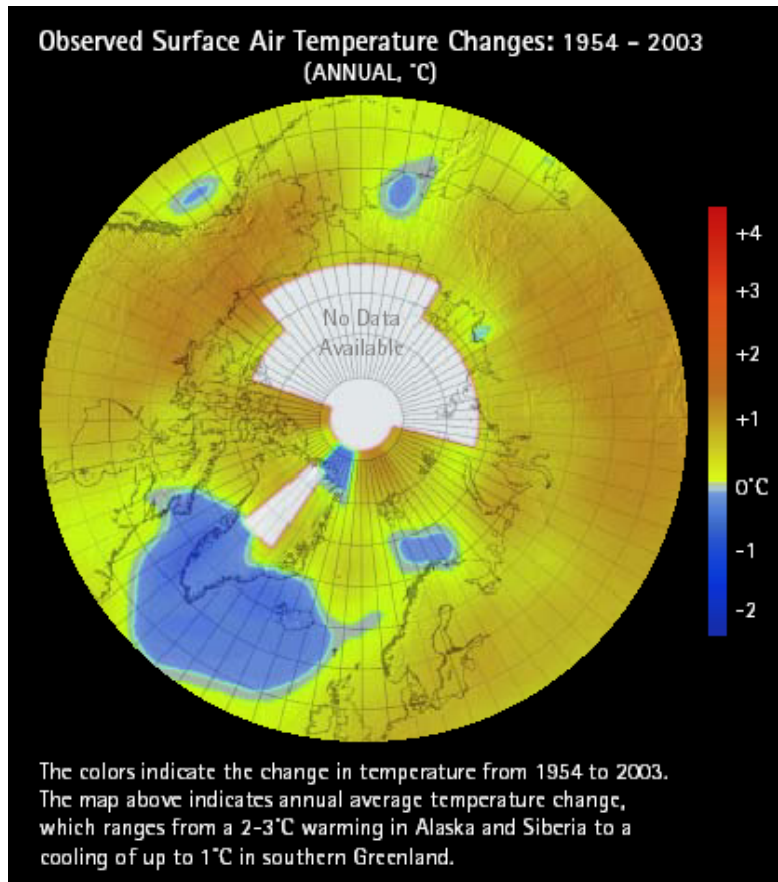 Observed Surface Air Temperature Changes: 1954 – 2003
(ANNUAL, °C)
No Data
Available
+4
+3
+2
+1
0°C
-1
-2
The colors indicate the change in temperature from 1954 to 2003.
The map above indicates annual average temperature change,
which ranges from a 2-3°C warming in Alaska and Siberia to a
cooling of up to 1°C in southern Greenland.